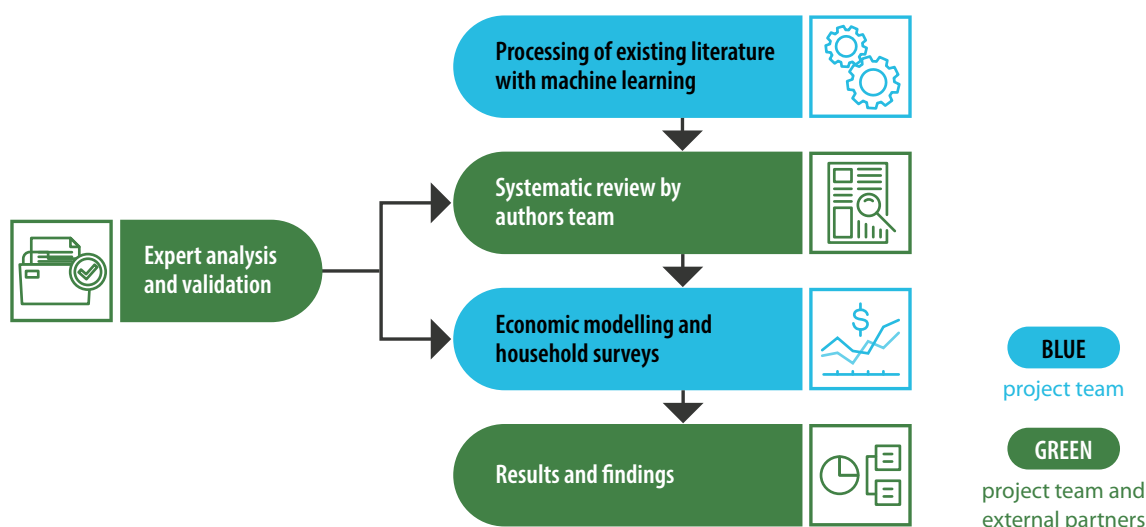 Processing of existing literature
with machine learning
Systematic review by
authors team
Expert analysis
and validation
Economic modelling and
household surveys
Results and findings
BLUE
project team
GREEN
project team and
external partners